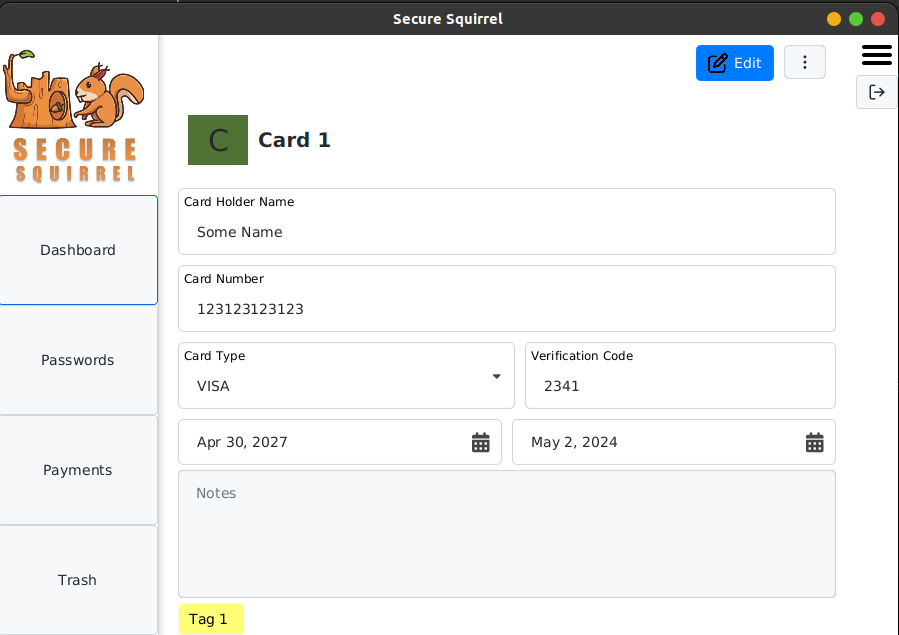 Secure Squirrel
SECURE
SQUIRREL
Dashboard
Passwords
Payments
Trash
Edit
C
Card 1
Card Holder Name
Some Name
Card Number
123123123123
Card Type
VISA
Verification Code
2341
Apr 30, 2027
May 2, 2024
Notes
Tag 1